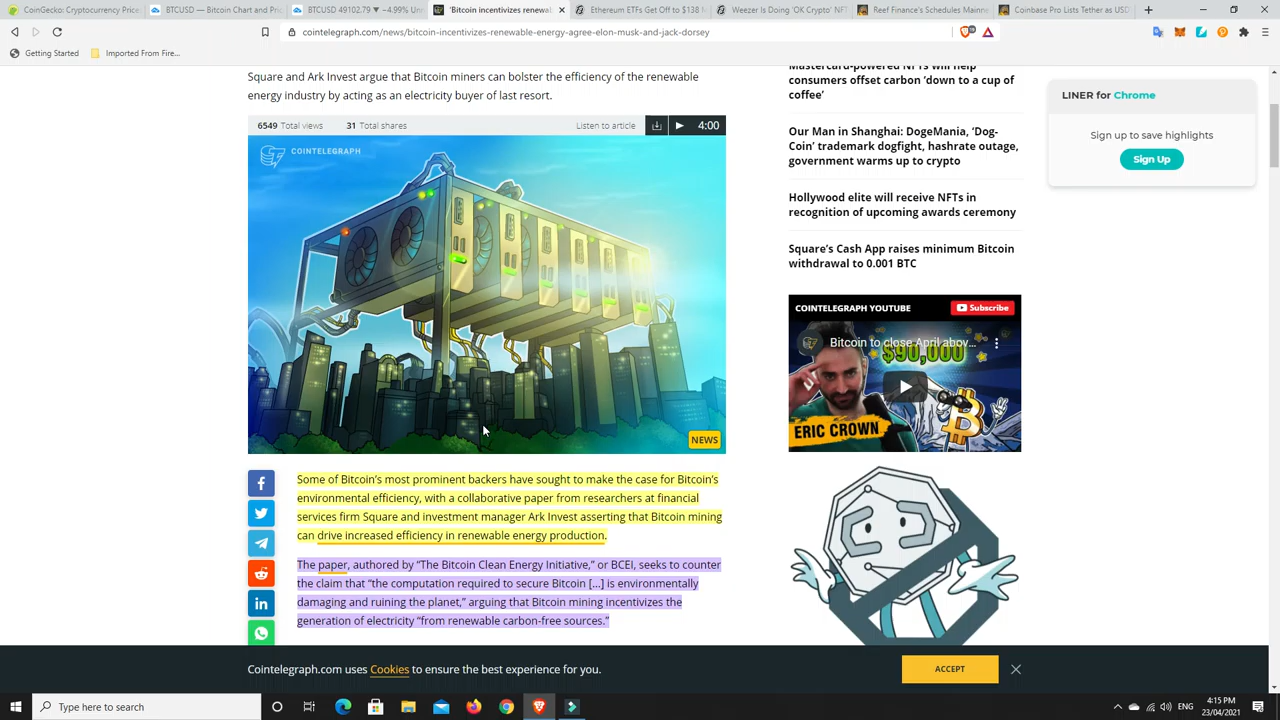 CoinGecko: Cryptocurrency Pric
BTCUSD — Bitcoin Chart and Pric
BTCUSD 49102.79 ▼ −4.99% Un
'Bitcoin incentivizes renewab
Ethereum ETFs Get Off to $138 M
Weezer Is Doing 'OK Crypto' NFT
Reef Finance's Schedules Mainne
Coinbase Pro Lists Tether as USD
cointelegraph.com/news/bitcoin-incentivizes-renewable-energy-agree-elon-musk-and-jack-dorsey
Getting Started
Imported From Fire...
Square and Ark Invest argue that Bitcoin miners can bolster the efficiency of the renewable
energy industry by acting as an electricity buyer of last resort.
6549 Total views
31 Total shares
Listen to article
4:00
COINTELEGRAPH
NEWS
Some of Bitcoin's most prominent backers have sought to make the case for Bitcoin's
environmental efficiency, with a collaborative paper from researchers at financial
services firm Square and investment manager Ark Invest asserting that Bitcoin mining
can drive increased efficiency in renewable energy production.
The paper, authored by "The Bitcoin Clean Energy Initiative," or BCEI, seeks to counter
the claim that "the computation required to secure Bitcoin […] is environmentally
damaging and ruining the planet," arguing that Bitcoin mining incentivizes the
generation of electricity "from renewable carbon-free sources."
Mastercard-powered NFTs will help
consumers offset carbon 'down to a cup of
coffee'
Our Man in Shanghai: DogeMania, 'Dog-
Coin' trademark dogfight, hashrate outage,
government warms up to crypto
Hollywood elite will receive NFTs in
recognition of upcoming awards ceremony
Square's Cash App raises minimum Bitcoin
withdrawal to 0.001 BTC
COINTELEGRAPH YOUTUBE
Subscribe
Bitcoin to close April abov...
$90,000
ERIC CROWN
LINER for Chrome
Sign up to save highlights
Sign Up
Cointelegraph.com uses Cookies to ensure the best experience for you.
ACCEPT
Type here to search
ENG
4:15 PM
23/04/2021